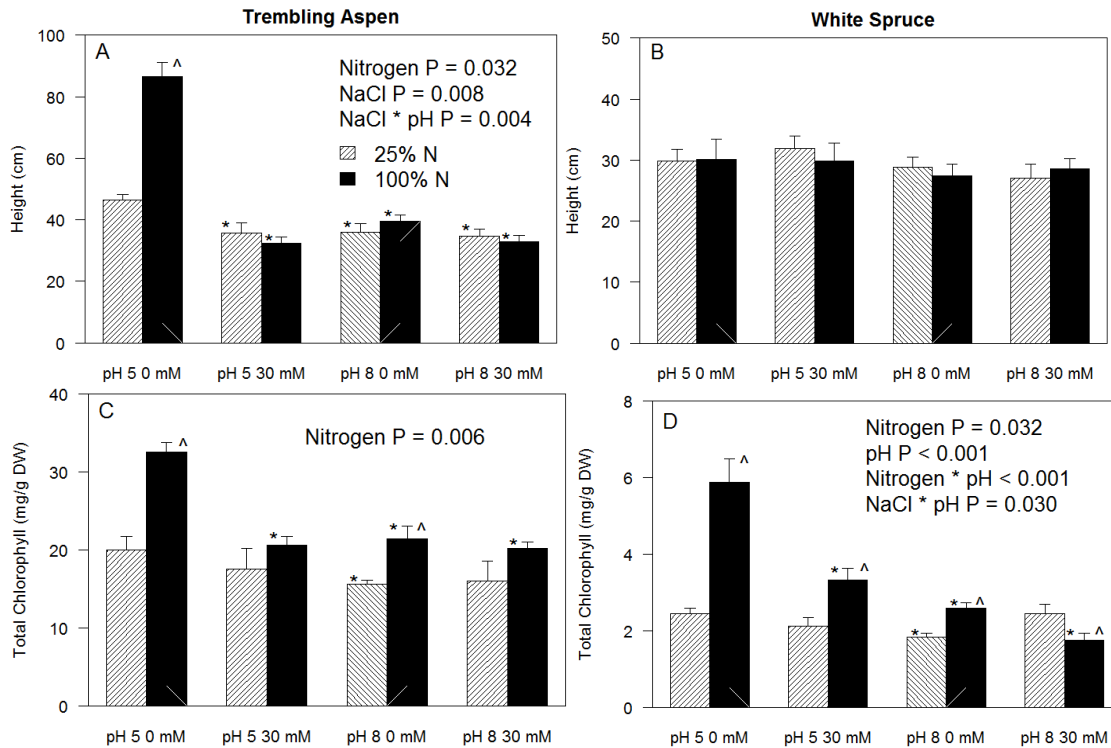 Trembling Aspen
A
Nitrogen P = 0.032
NaCl P = 0.008
NaCl * pH P = 0.004
25% N
100% N
^
*
*
*
*
*
*
Height (cm)
100
80
60
40
20
0
pH 5 0 mM
pH 5 30 mM
pH 8 0 mM
pH 8 30 mM
White Spruce
B
Height (cm)
50
40
30
20
10
0
pH 5 0 mM
pH 5 30 mM
pH 8 0 mM
pH 8 30 mM
C
Nitrogen P = 0.006
^
*
*
* ^
*
Total Chlorophyll (mg/g DW)
40
30
20
10
0
pH 5 0 mM
pH 5 30 mM
pH 8 0 mM
pH 8 30 mM
D
Nitrogen P = 0.032
pH P < 0.001
Nitrogen * pH < 0.001
NaCl * pH P = 0.030
^
* ^
*
* ^
* ^
Total Chlorophyll (mg/g DW)
8
6
4
2
0
pH 5 0 mM
pH 5 30 mM
pH 8 0 mM
pH 8 30 mM